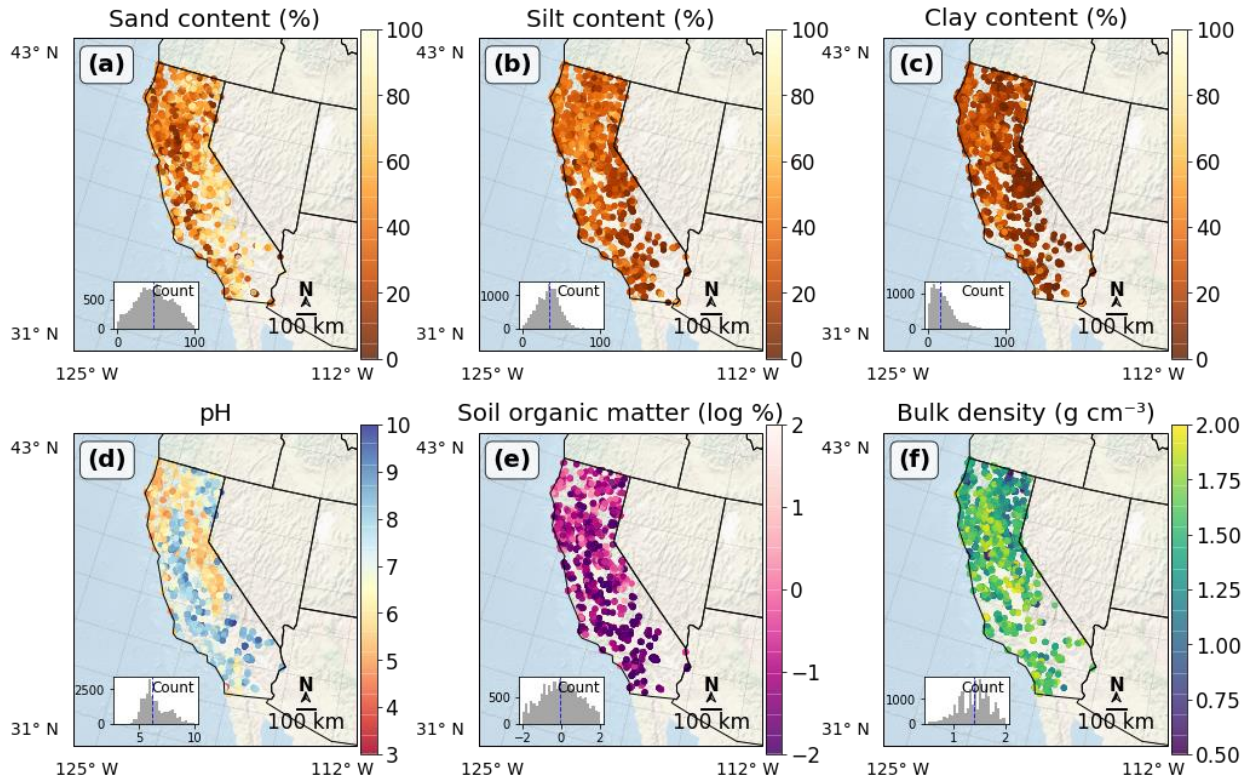 Sand content (%)
Silt content (%)
Clay content (%)
43° N
(a)
100
80
60
40
20
0
500
0
Count
0
100
N
100 km
31° N
125° W
112° W
43° N
(b)
100
80
60
40
20
0
1000
0
Count
0
100
N
100 km
31° N
125° W
112° W
43° N
(c)
100
80
60
40
20
0
1000
0
Count
0
100
N
100 km
31° N
125° W
112° W
pH
Soil organic matter (log %)
Bulk density (g cm⁻³)
43° N
(d)
10
9
8
7
6
5
4
3
2500
0
Count
5
10
N
100 km
31° N
125° W
112° W
43° N
(e)
2
1
0
−1
−2
500
0
Count
−2
0
2
N
100 km
31° N
125° W
112° W
43° N
(f)
2.00
1.75
1.50
1.25
1.00
0.75
0.50
1000
0
Count
1
2
N
100 km
31° N
125° W
112° W